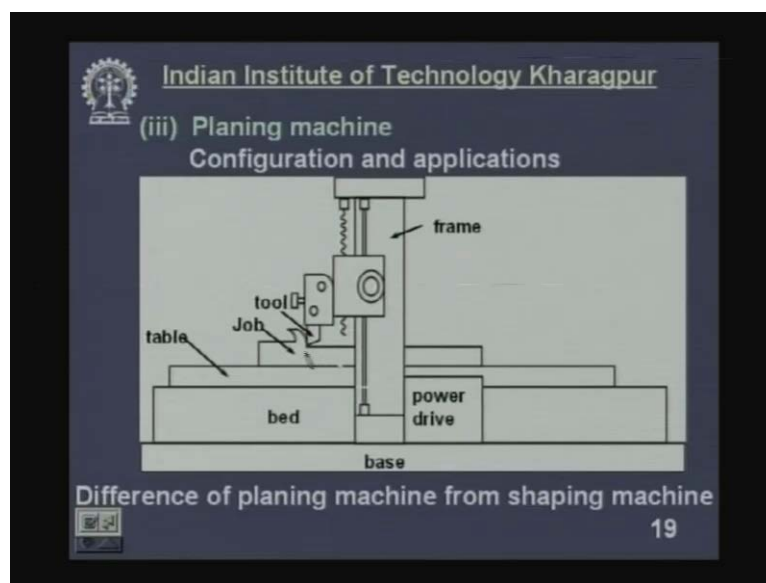 Indian Institute of Technology Kharagpur
(iii) Planing machine
Configuration and applications
frame
tool
Job
table
bed
power
drive
base
Difference of planing machine from shaping machine
19